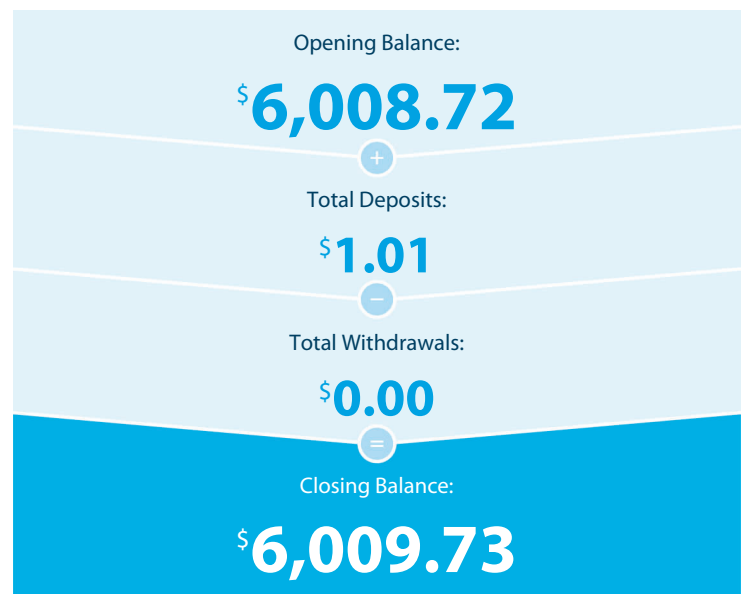 Opening Balance:
$6,008.72
+
Total Deposits:
$1.01
−
Total Withdrawals:
$0.00
=
Closing Balance:
$6,009.73